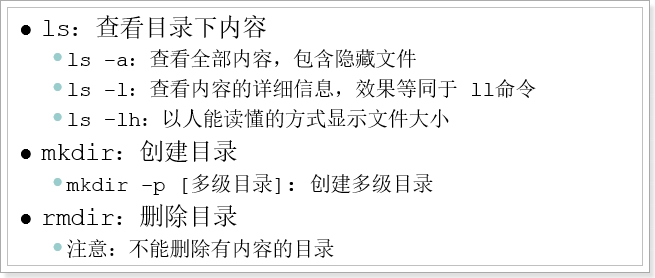 ls：查看目录下内容
ls –a：查看全部内容，包含隐藏文件
ls –l：查看内容的详细信息，效果等同于 ll命令
ls –lh：以人能读懂的方式显示文件大小
mkdir：创建目录
mkdir –p [多级目录]：创建多级目录
rmdir：删除目录
注意：不能删除有内容的目录